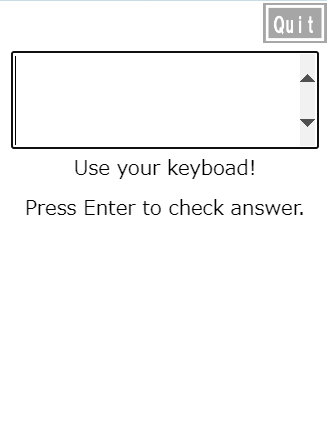 Quit
Use your keyboad!
Press Enter to check answer.